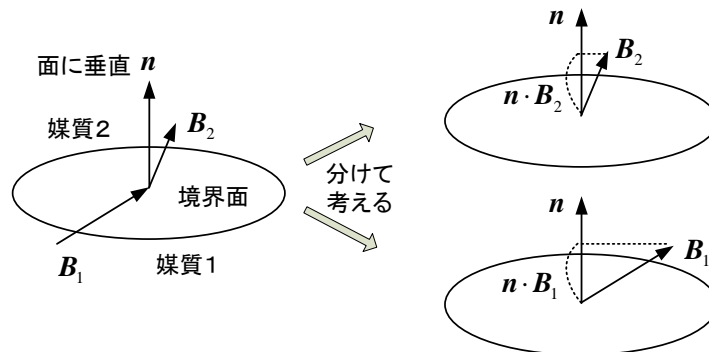 面に垂直 n
媒質2
B₂
境界面
B₁
媒質1
分けて
考える
n
B₂
n · B₂
n
B₁
n · B₁